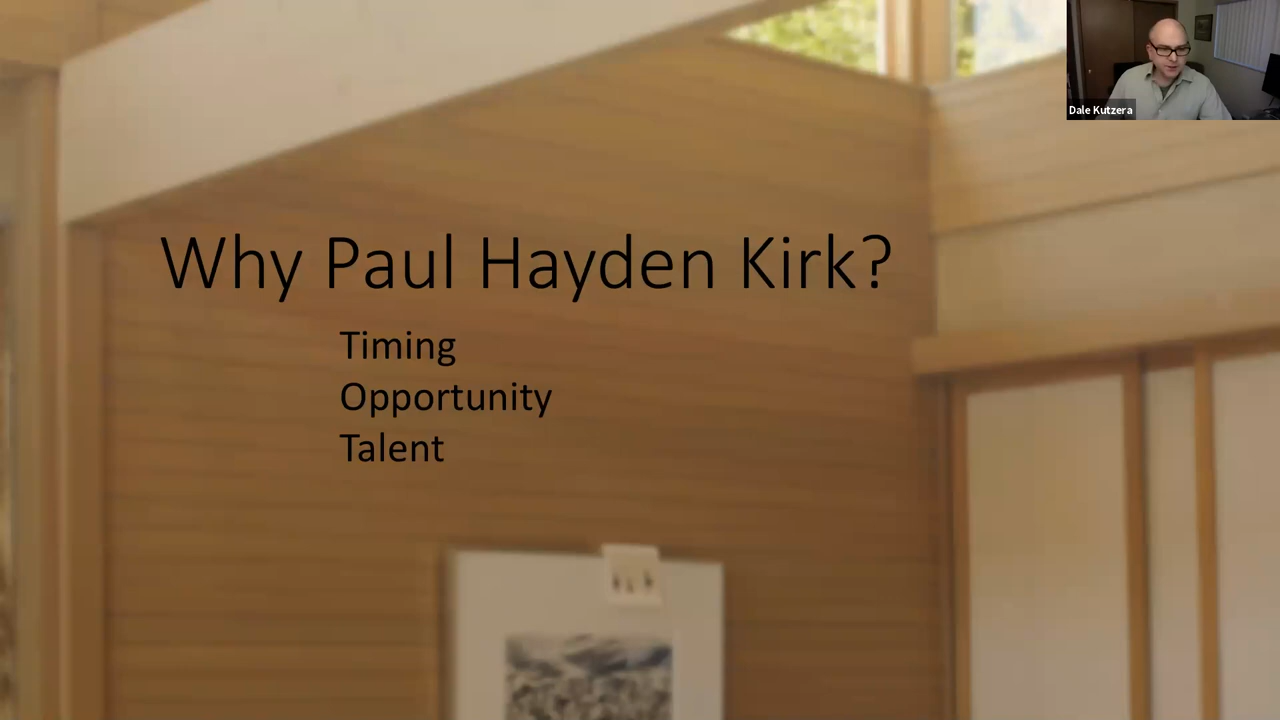 Dale Kutzera
Why Paul Hayden Kirk?
Timing
Opportunity
Talent